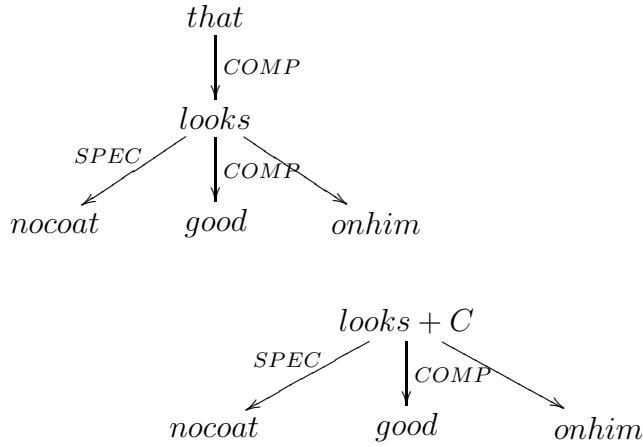 that
COMP
looks
SPEC COMP
nocoat good onhim
looks + C
SPEC COMP
nocoat good onhim